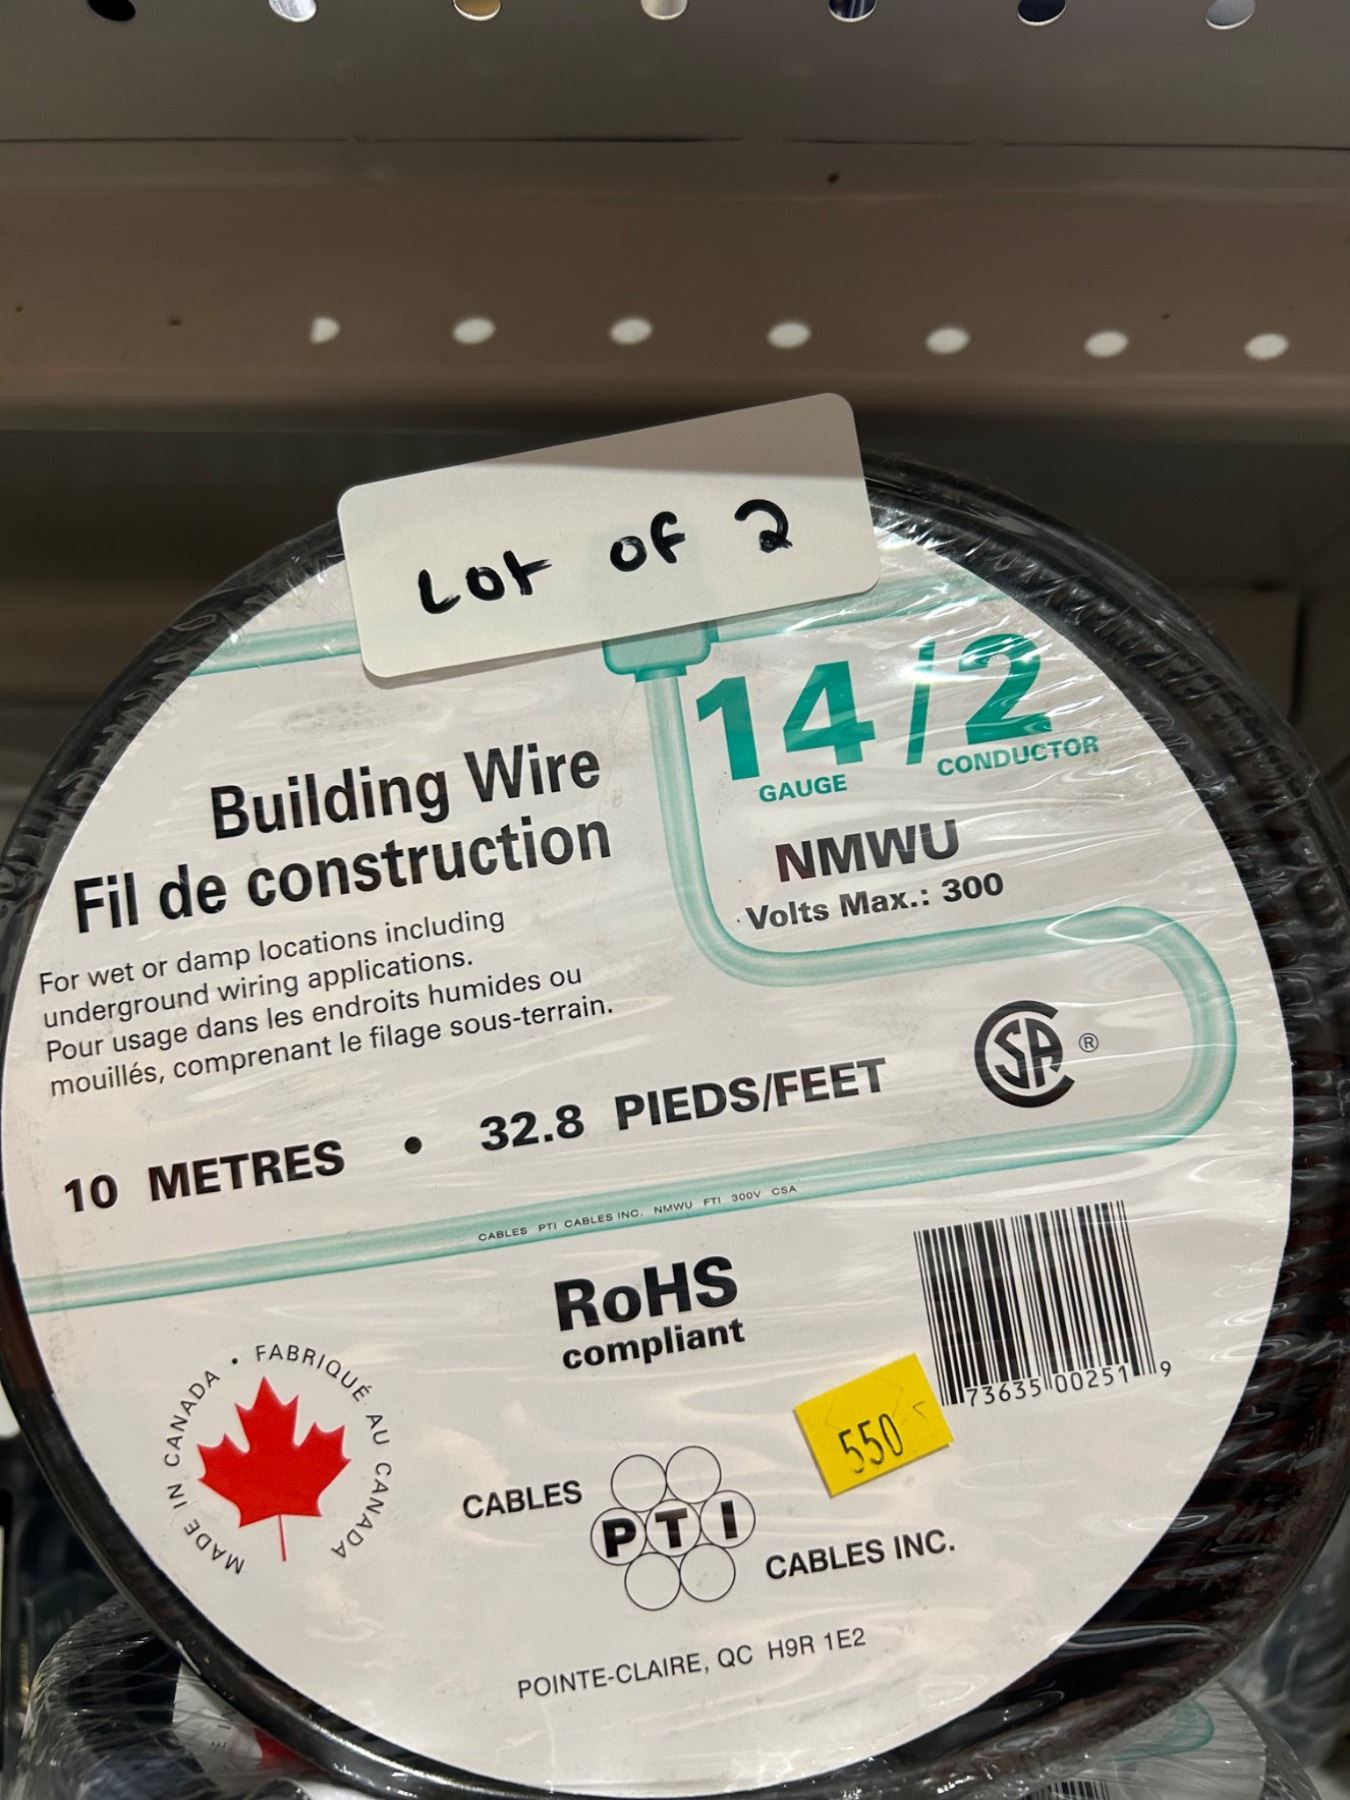 Lot of 2
14/2
GAUGE CONDUCTOR
NMWU
Volts Max.: 300
Building Wire
Fil de construction
For wet or damp locations including
underground wiring applications.
Pour usage dans les endroits humides ou
mouillés, comprenant le filage sous-terrain.
10 METRES • 32.8 PIEDS/FEET
CSA ®
CABLES PTI CABLES INC. NMWU FTI 300V CSA
RoHS
compliant
MADE IN CANADA • FABRIQUÉ AU CANADA
73635 00251 9
550
CABLES PTI CABLES INC.
POINTE-CLAIRE, QC H9R 1E2